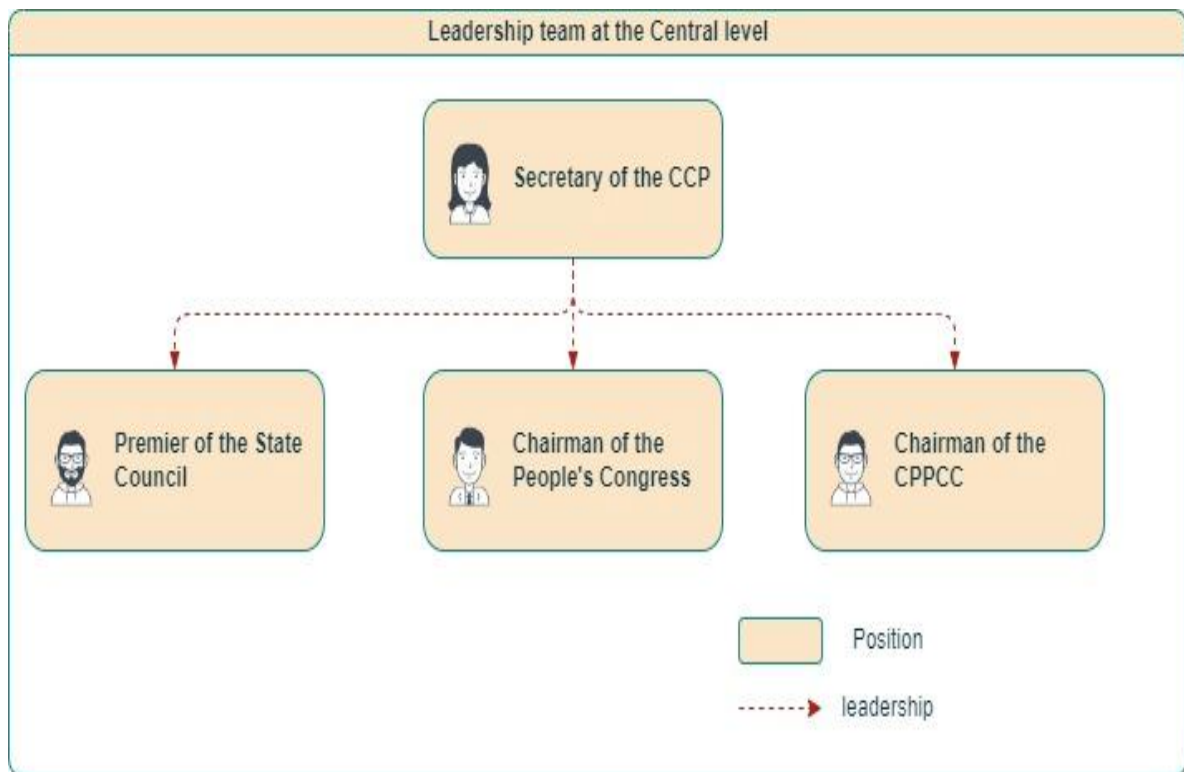 Leadership team at the Central level
Secretary of the CCP
Premier of the State
Council
Chairman of the
People's Congress
Chairman of the
CPPCC
Position
leadership